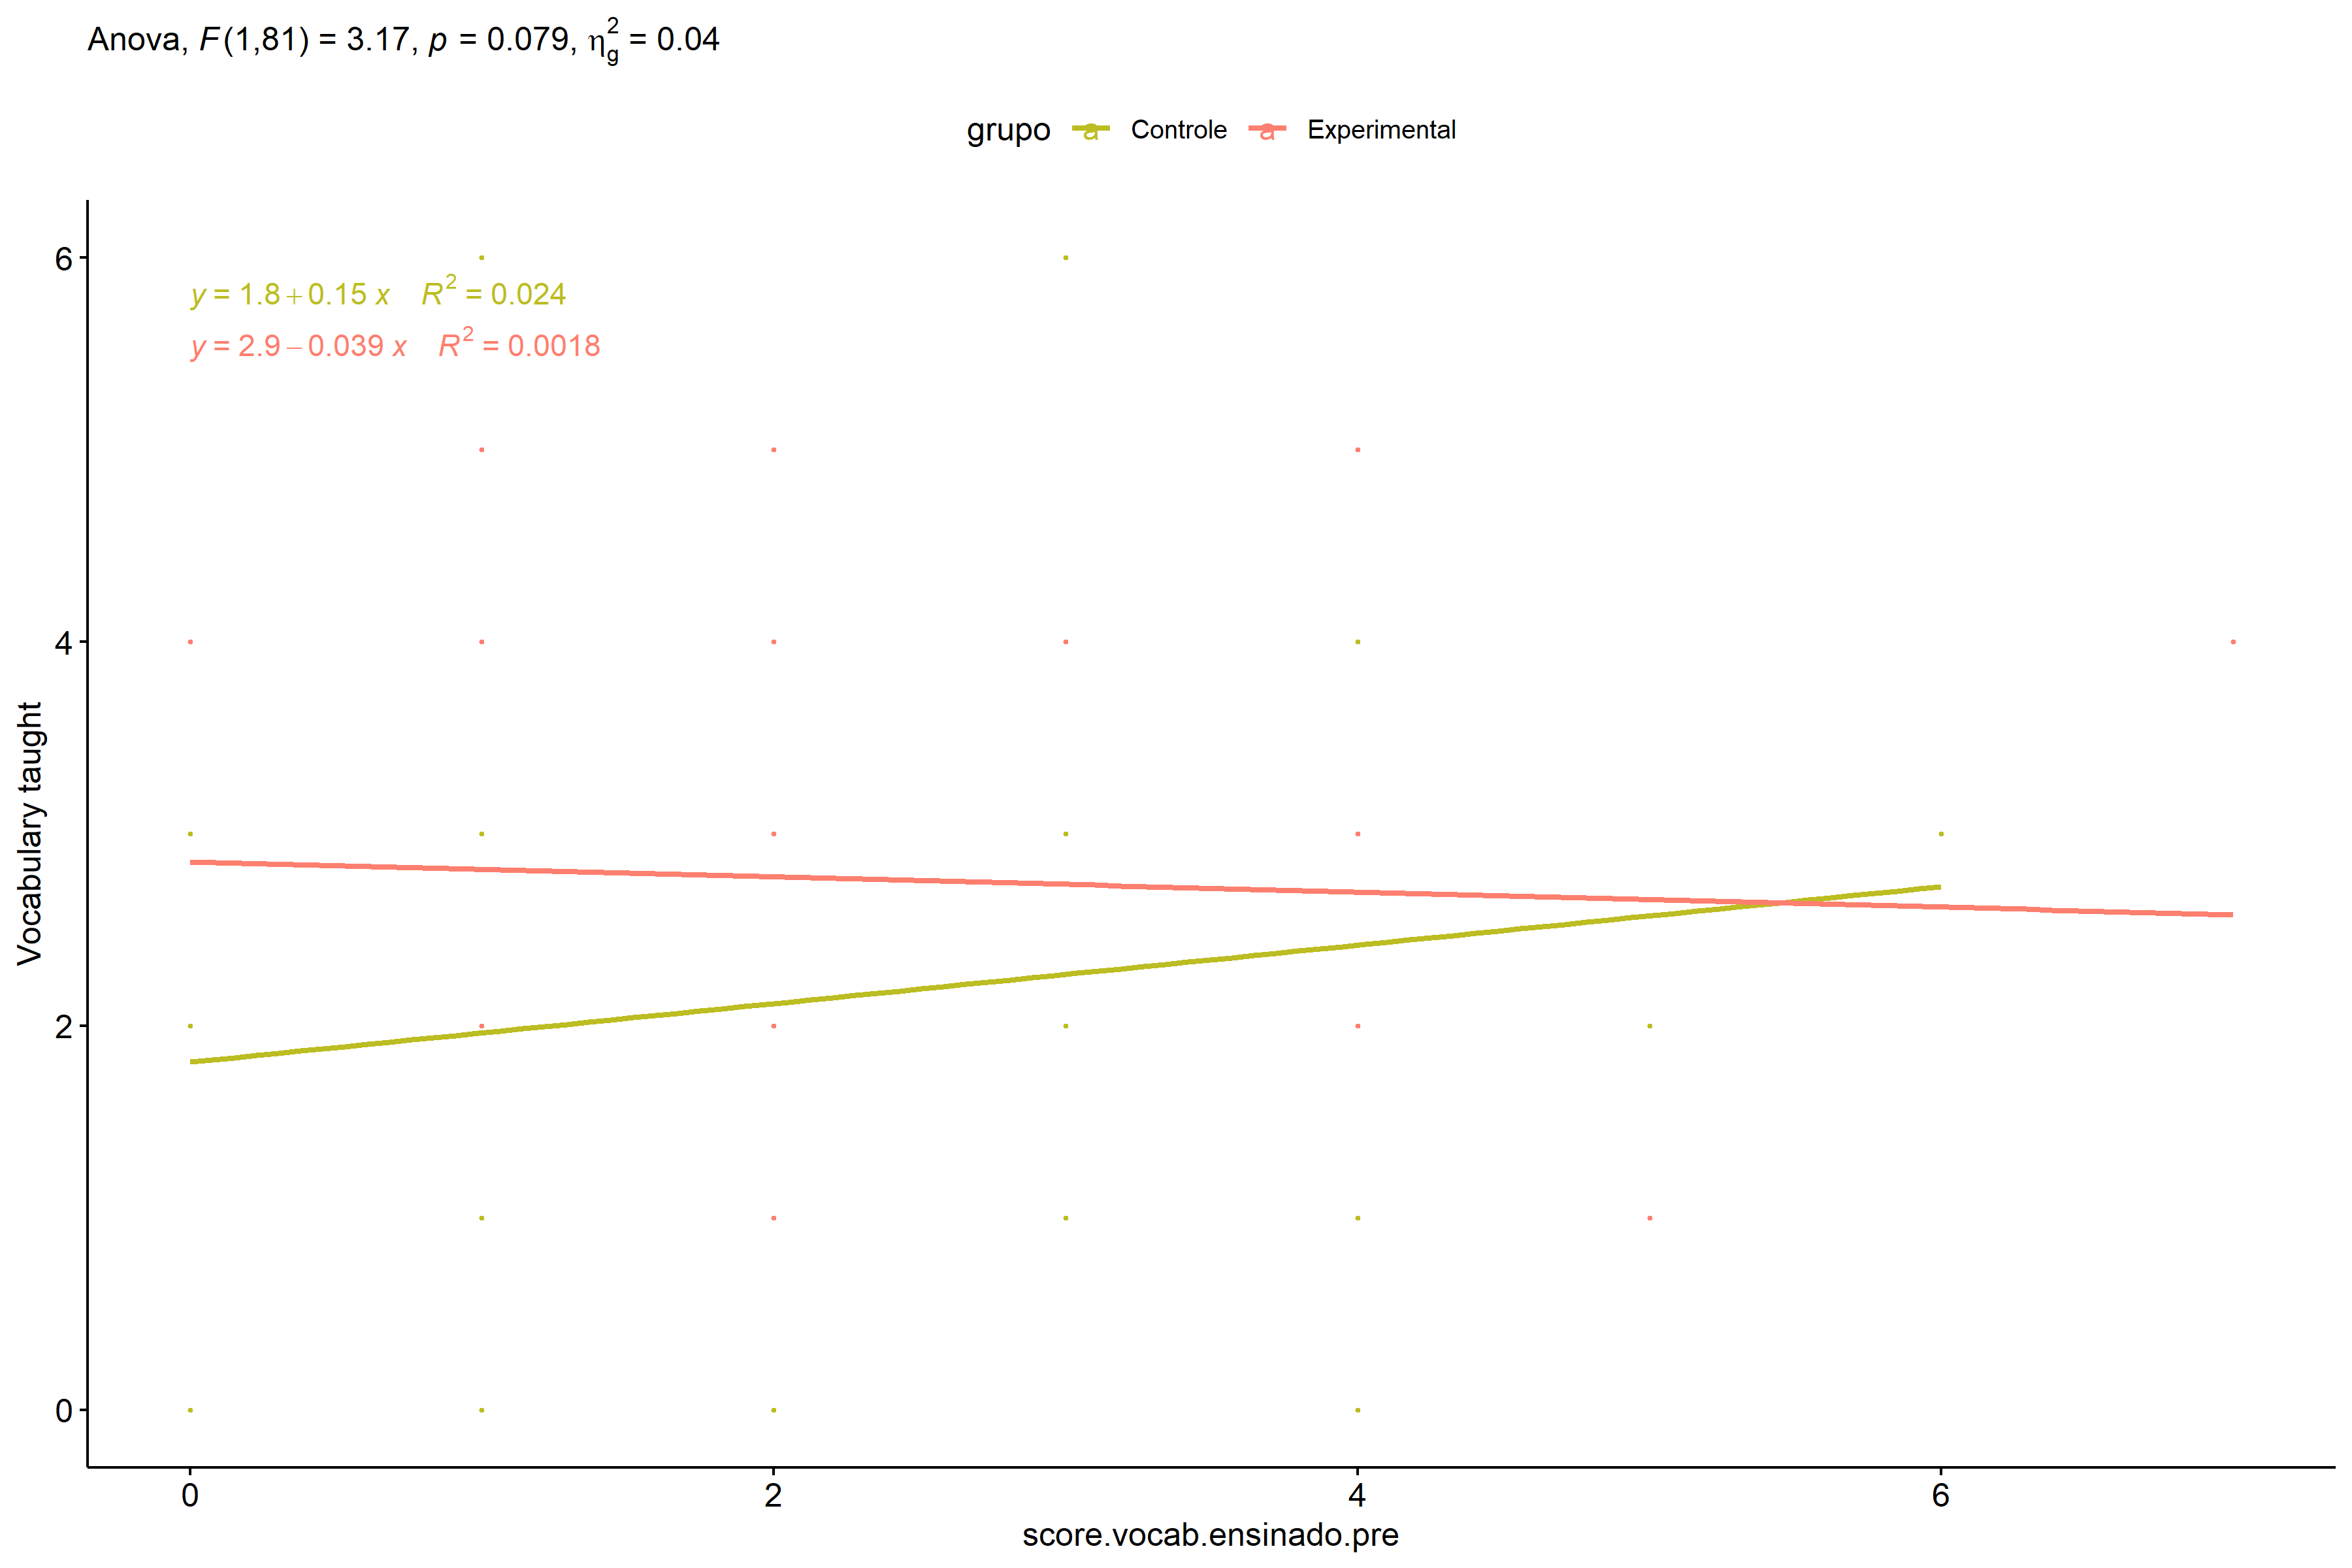 Anova, F(1,81) = 3.17, p = 0.079, η²g = 0.04
grupo a Controle a Experimental
6
y = 1.8 + 0.15 x R² = 0.024
y = 2.9 − 0.039 x R² = 0.0018
4
Vocabulary taught
2
0
0 2 4 6
score.vocab.ensinado.pre